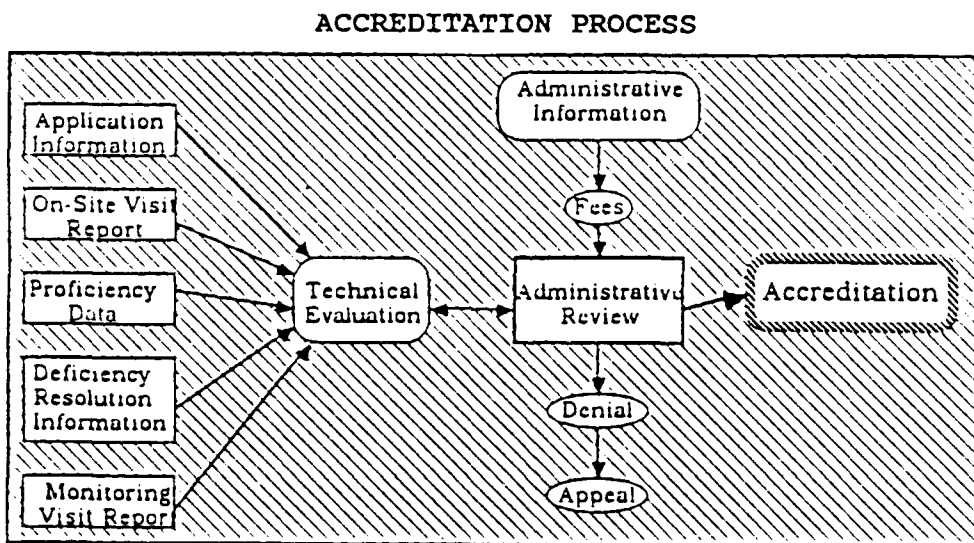 ACCREDITATION PROCESS
Application
Information
On-Site Visit
Report
Proficiency
Data
Deficiency
Resolution
Information
Monitoring
Visit Repor
Technical
Evaluation
Administrative
Information
Fees
Administrative
Review
Denial
Appeal
Accreditation